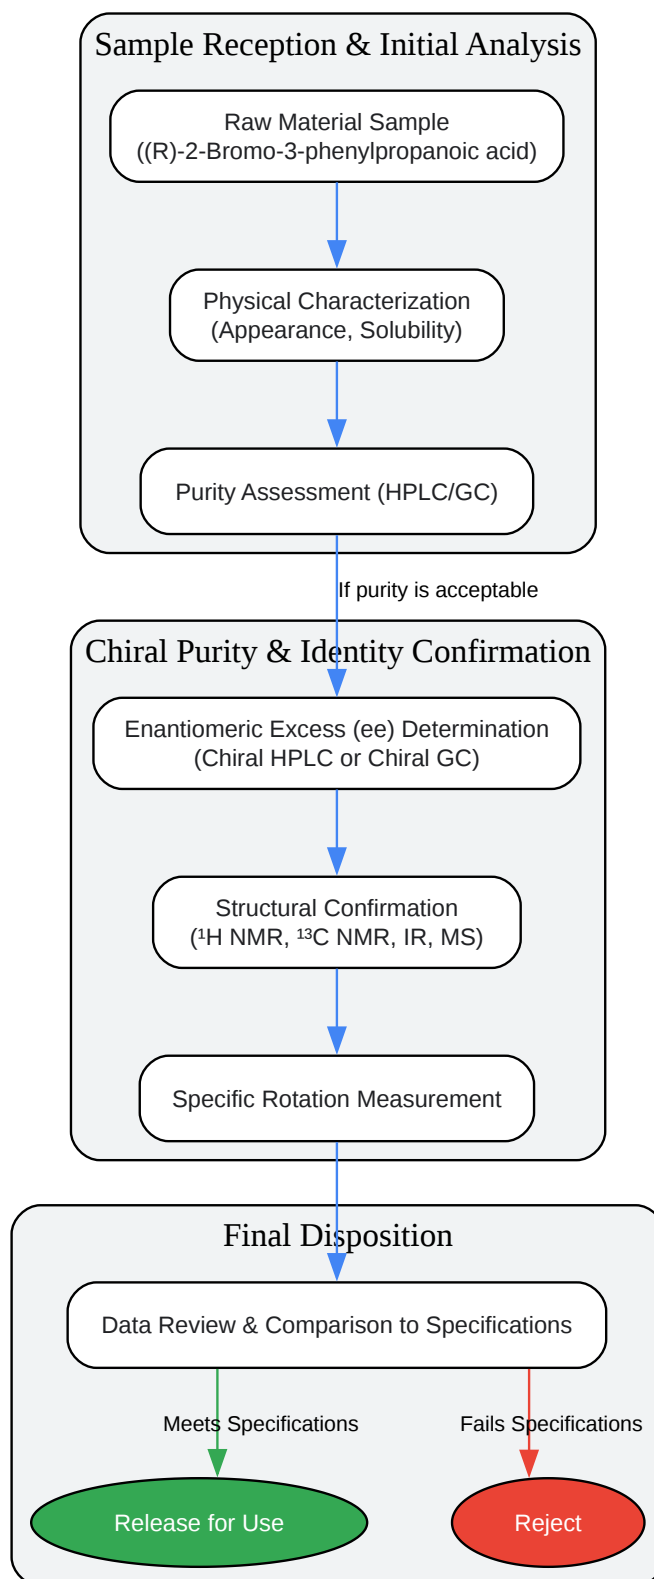 Sample Reception & Initial Analysis
Raw Material Sample
((R)-2-Bromo-3-phenylpropanoic acid)
Physical Characterization
(Appearance, Solubility)
Purity Assessment (HPLC/GC)
If purity is acceptable
Chiral Purity & Identity Confirmation
Enantiomeric Excess (ee) Determination
(Chiral HPLC or Chiral GC)
Structural Confirmation
(¹H NMR, ¹³C NMR, IR, MS)
Specific Rotation Measurement
Final Disposition
Data Review & Comparison to Specifications
Meets Specifications
Fails Specifications
Release for Use
Reject